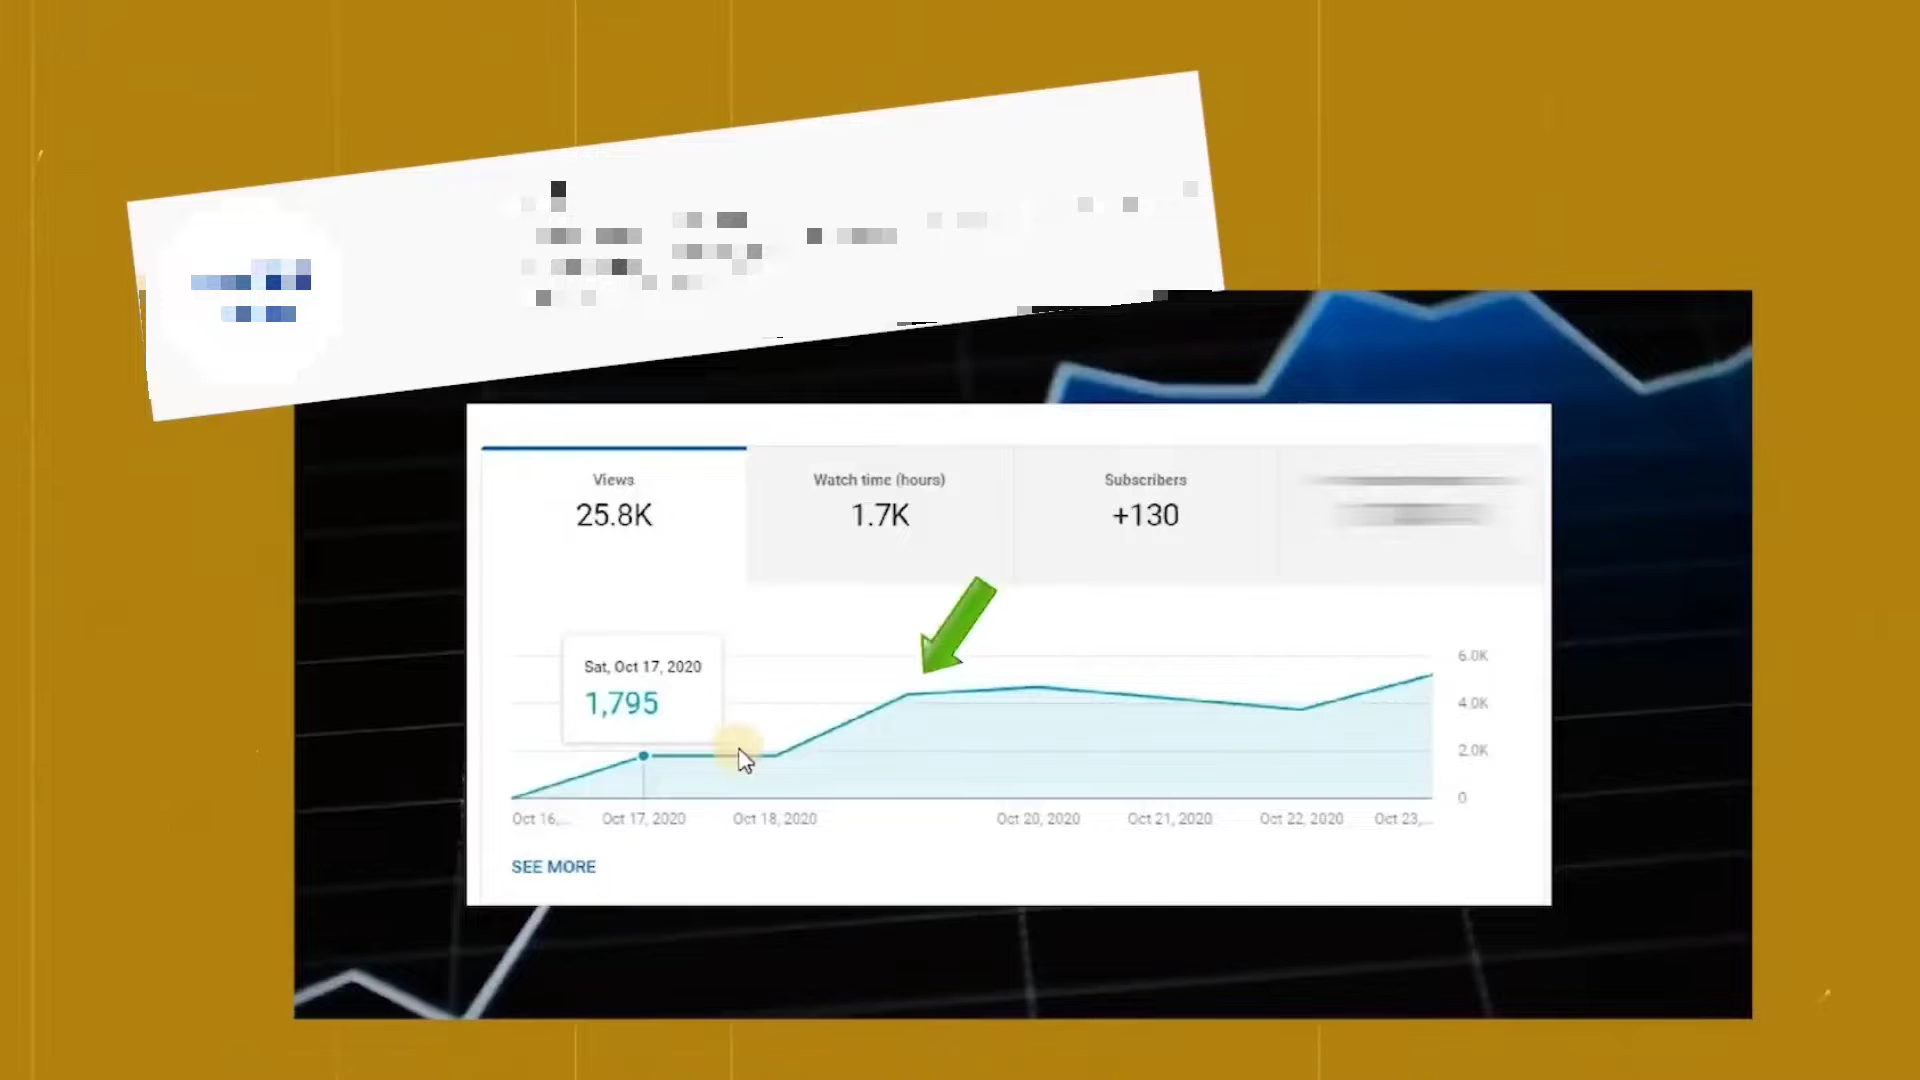 Views
25.8K
Watch time (hours)
1.7K
Subscribers
+130
Sat, Oct 17, 2020
1,795
6.0K
4.0K
2.0K
0
Oct 16,...
Oct 17, 2020
Oct 18, 2020
Oct 20, 2020
Oct 21, 2020
Oct 22, 2020
Oct 23,...
SEE MORE